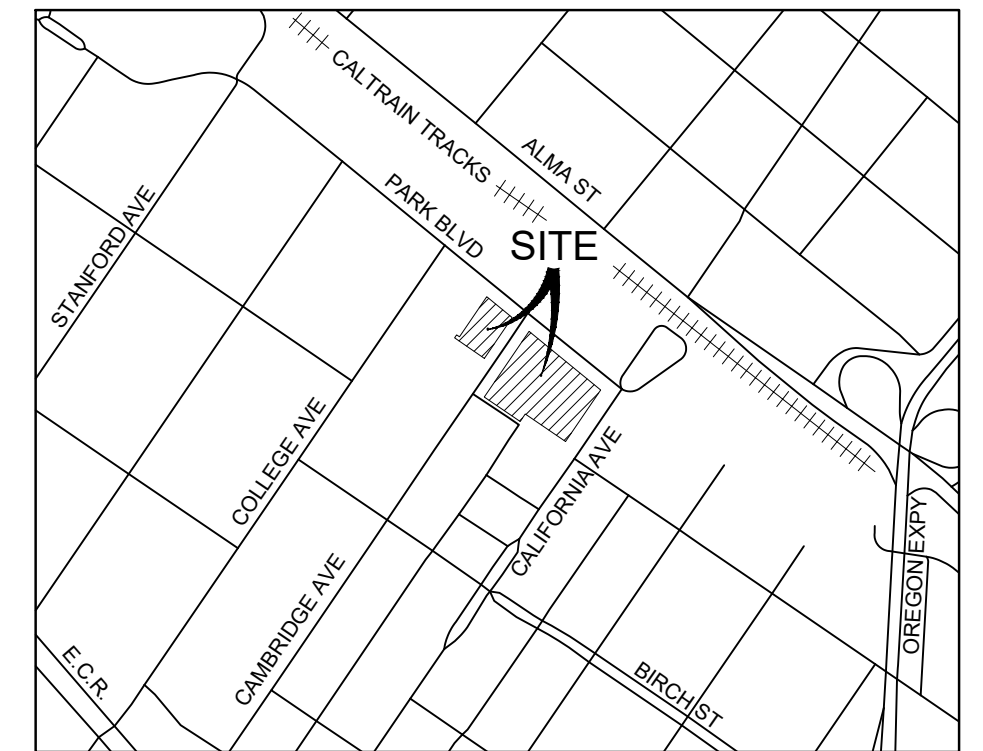 CALTRAIN TRACKS
ALMA ST
PARK BLVD
SITE
STANFORD AVE
COLLEGE AVE
CALIFORNIA AVE
CAMBRIDGE AVE
OREGON EXPY
E.C.R.
BIRCH ST